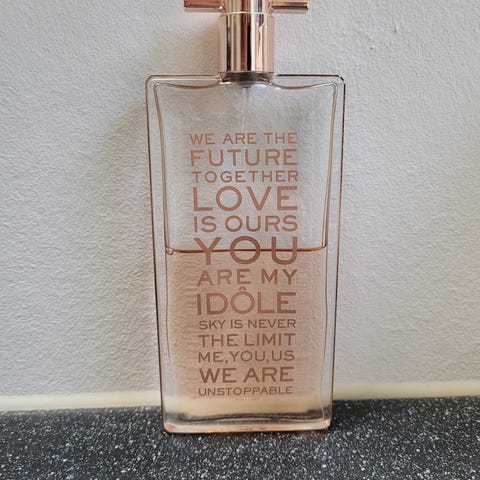 WE ARE THE
FUTURE
TOGETHER
LOVE
IS OURS
YOU
ARE MY
IDÔLE
SKY IS NEVER
THE LIMIT
ME,YOU,US
WE ARE
UNSTOPPABLE